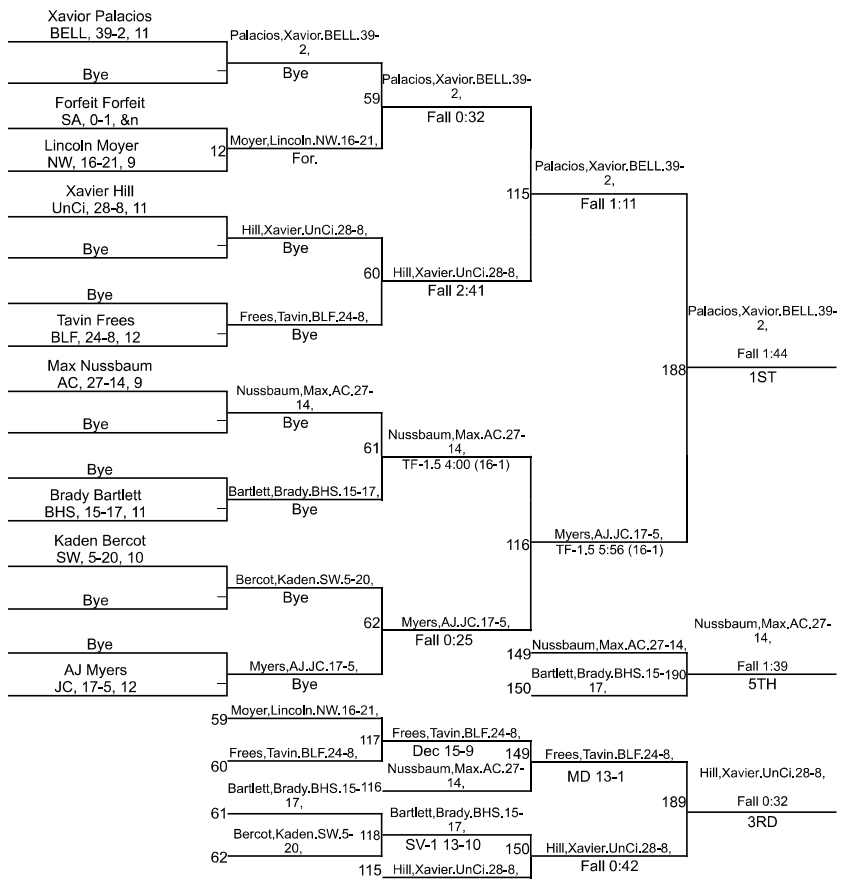 Xavior Palacios
BELL, 39-2, 11
Bye
Forfeit Forfeit
SA, 0-1, &n
Lincoln Moyer
NW, 16-21, 9
Xavier Hill
UnCi, 28-8, 11
Bye
Bye
Tavin Frees
BLF, 24-8, 12
Max Nussbaum
AC, 27-14, 9
Bye
Bye
Brady Bartlett
BHS, 15-17, 11
Kaden Bercot
SW, 5-20, 10
Bye
Bye
AJ Myers
JC, 17-5, 12
Palacios,Xavior.BELL.39-
2,
Bye
12
Moyer,Lincoln.NW.16-21,
For.
Hill,Xavier.UnCi.28-8,
Bye
Frees,Tavin.BLF.24-8,
Bye
Nussbaum,Max.AC.27-
14,
Bye
Bartlett,Brady.BHS.15-17,
Bye
Bercot,Kaden.SW.5-20,
Bye
Myers,AJ.JC.17-5,
Bye
59
Palacios,Xavior.BELL.39-
2,
Fall 0:32
60
Hill,Xavier.UnCi.28-8,
Fall 2:41
61
Nussbaum,Max.AC.27-
14,
TF-1.5 4:00 (16-1)
62
Myers,AJ.JC.17-5,
Fall 0:25
115
Palacios,Xavior.BELL.39-
2,
Fall 1:11
116
Myers,AJ.JC.17-5,
TF-1.5 5:56 (16-1)
188
Palacios,Xavior.BELL.39-
2,
Fall 1:44
1ST
149
Nussbaum,Max.AC.27-14,
150
Bartlett,Brady.BHS.15-
17,
190
Nussbaum,Max.AC.27-
14,
Fall 1:39
5TH
59
Moyer,Lincoln.NW.16-21,
60
Frees,Tavin.BLF.24-8,
61
Bartlett,Brady.BHS.15-
17,
62
Bercot,Kaden.SW.5-
20,
117
Frees,Tavin.BLF.24-8,
Dec 15-9
116
Nussbaum,Max.AC.27-
14,
118
Bartlett,Brady.BHS.15-
17,
SV-1 13-10
115
Hill,Xavier.UnCi.28-8,
149
Frees,Tavin.BLF.24-8,
MD 13-1
150
Hill,Xavier.UnCi.28-8,
Fall 0:42
189
Hill,Xavier.UnCi.28-8,
Fall 0:32
3RD